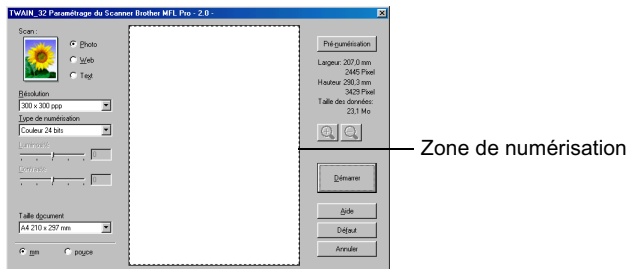 TWAIN_32 Paramétrage du Scanner Brother MFL Pro - 2.0 -
Scan :
Photo
Web
Text
Résolution
300 x 300 ppp
Type de numérisation
Couleur 24 bits
Luminosité
0
Contraste
0
Taille document
A4 210 x 297 mm
mm
pouce
Pré-numérisation
Largeur: 207,0 mm
2445 Pixel
Hauteur 290,3 mm
3429 Pixel
Taille des données:
23,1 Mo
Démarrer
Aide
Défaut
Annuler
Zone de numérisation